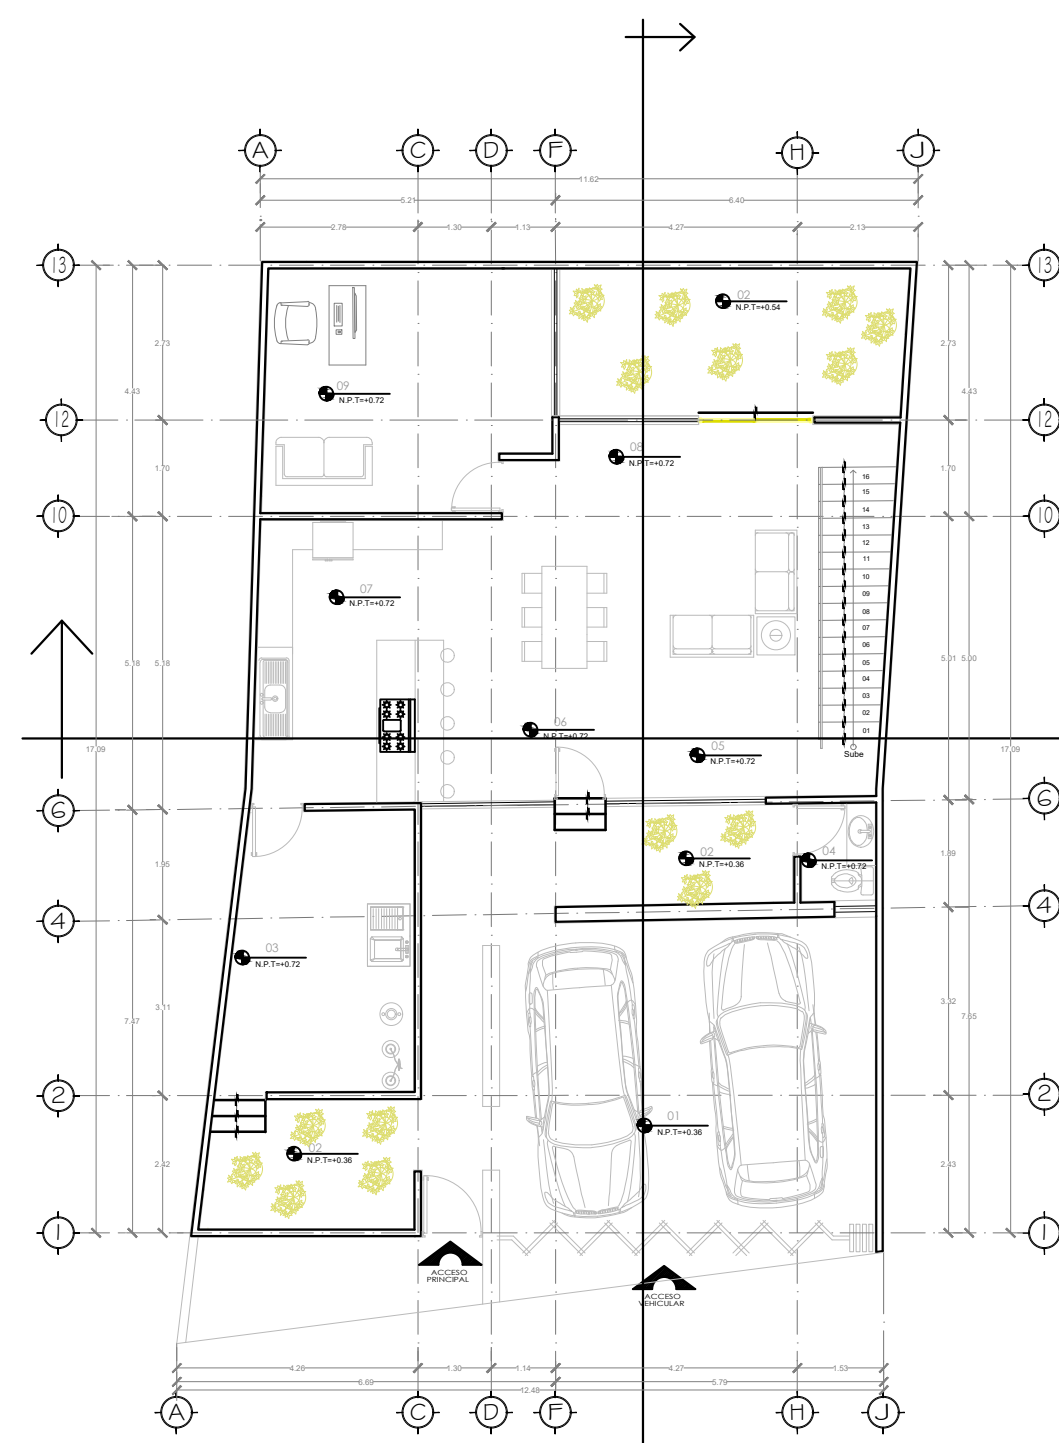 A C D F H J
11.62
5.21 6.40
2.78 1.30 1.13 4.27 2.13
13 13
02
N.P.T=+0.54
2.73 2.73
4.43 4.43
09
N.P.T=+0.72
12 12
08
N.P.T=+0.72
1.70 1.70
16
15
10 10
14
13
12
11
10
07
N.P.T=+0.72
09
08
07
06
5.18 5.18 05 5.01 5.00
04
03
02
06
N.P.T=+0.72
01
17.09 17.09
05
N.P.T=+0.72
Sube
6 6
02
N.P.T=+0.36
04
N.P.T=+0.72
1.95 1.89
4 4
03
N.P.T=+0.72
3.11 3.32
7.47 7.65
2 2
01
N.P.T=+0.36
02
N.P.T=+0.36
2.42 2.43
1 1
ACCESO
PRINCIPAL
ACCESO
VEHICULAR
4.26 1.30 1.14 4.27 1.53
6.69 5.79
12.48
A C D F H J